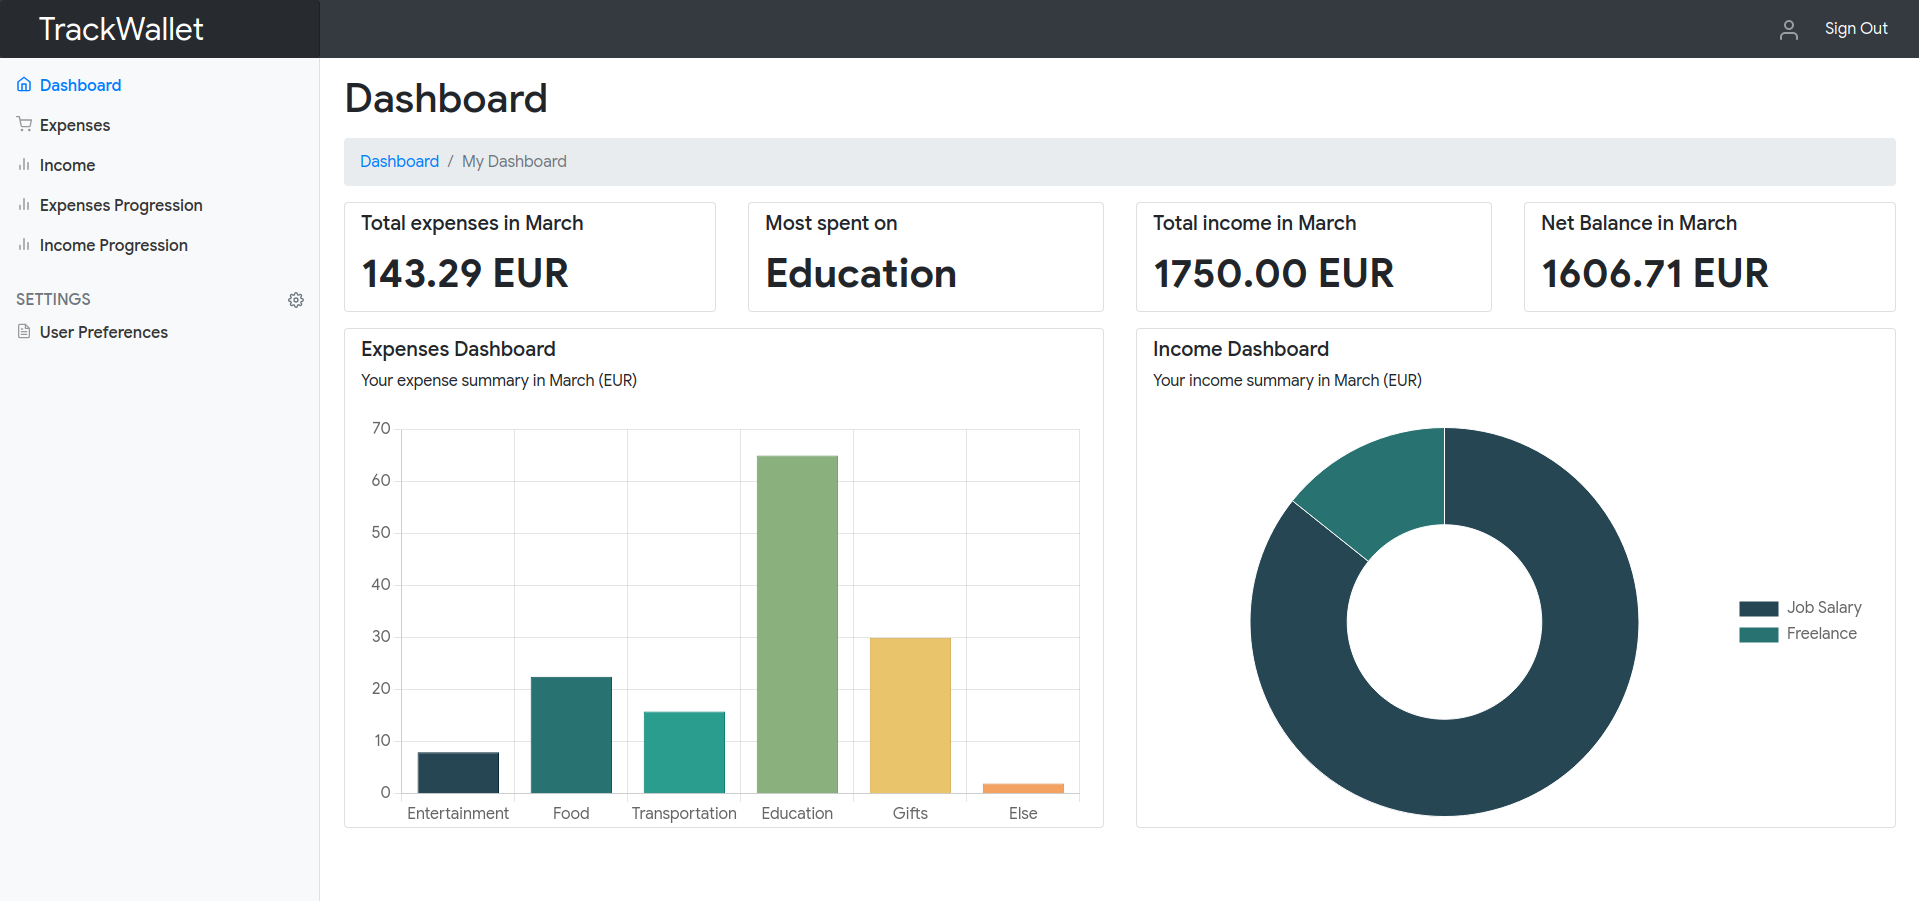 TrackWallet
Sign Out
Dashboard
Expenses
Income
Expenses Progression
Income Progression
SETTINGS
User Preferences
Dashboard
Dashboard / My Dashboard
Total expenses in March
143.29 EUR
Most spent on
Education
Total income in March
1750.00 EUR
Net Balance in March
1606.71 EUR
Expenses Dashboard
Your expense summary in March (EUR)
70
60
50
40
30
20
10
0
Entertainment Food Transportation Education Gifts Else
Income Dashboard
Your income summary in March (EUR)
Job Salary
Freelance